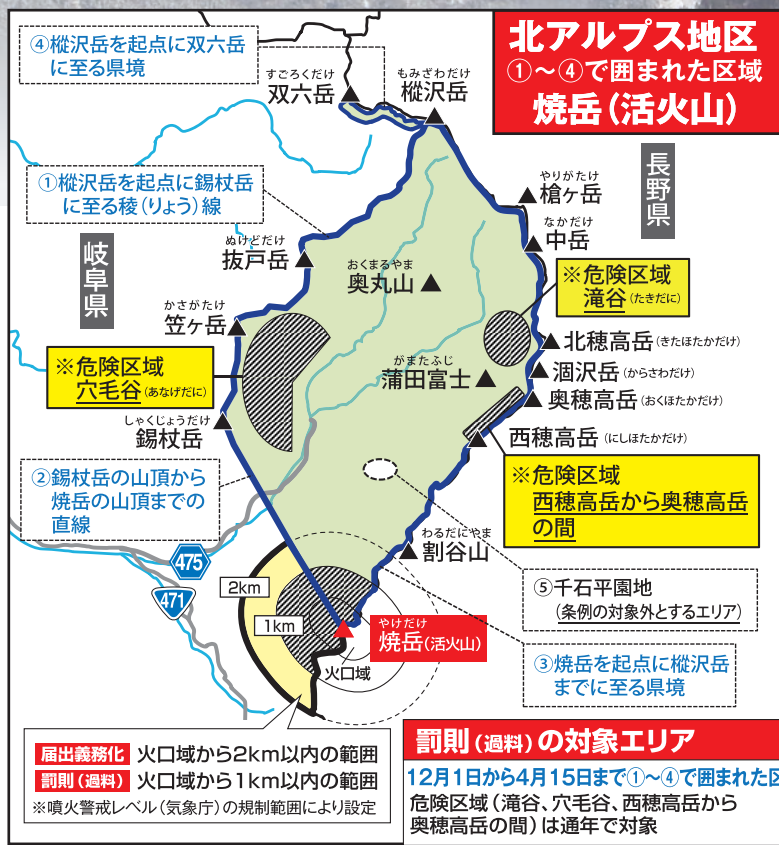 北アルプス地区
①～④で囲まれた区域
焼岳(活火山)
④樅沢岳を起点に双六岳
に至る県境
すごろくだけ
双六岳
もみざわだけ
樅沢岳
長野県
やりがたけ
槍ヶ岳
なかだけ
中岳
①樅沢岳を起点に錫杖岳
に至る稜(りょう)線
岐阜県
ぬけどだけ
抜戸岳
おくまるやま
奥丸山
※危険区域
滝谷(たきだに)
かさがたけ
笠ヶ岳
北穂高岳(きたほたかだけ)
※危険区域
穴毛谷(あなげだに)
がまたふじ
蒲田富士
涸沢岳(からさわだけ)
奥穂高岳(おくほたかだけ)
しゃくじょうだけ
錫杖岳
西穂高岳(にしほたかだけ)
②錫杖岳の山頂から
焼岳の山頂までの
直線
※危険区域
西穂高岳から奥穂高岳
の間
わるだにやま
割谷山
475
471
2km
1km
⑤千石平園地
(条例の対象外とするエリア)
やけだけ
焼岳(活火山)
火口域
③焼岳を起点に樅沢岳
までに至る県境
届出義務化 火口域から2km以内の範囲
罰則(過料) 火口域から1km以内の範囲
※噴火警戒レベル(気象庁)の規制範囲により設定
罰則(過料)の対象エリア
12月1日から4月15日まで①～④で囲まれた区
危険区域(滝谷、穴毛谷、西穂高岳から
奥穂高岳の間)は通年で対象